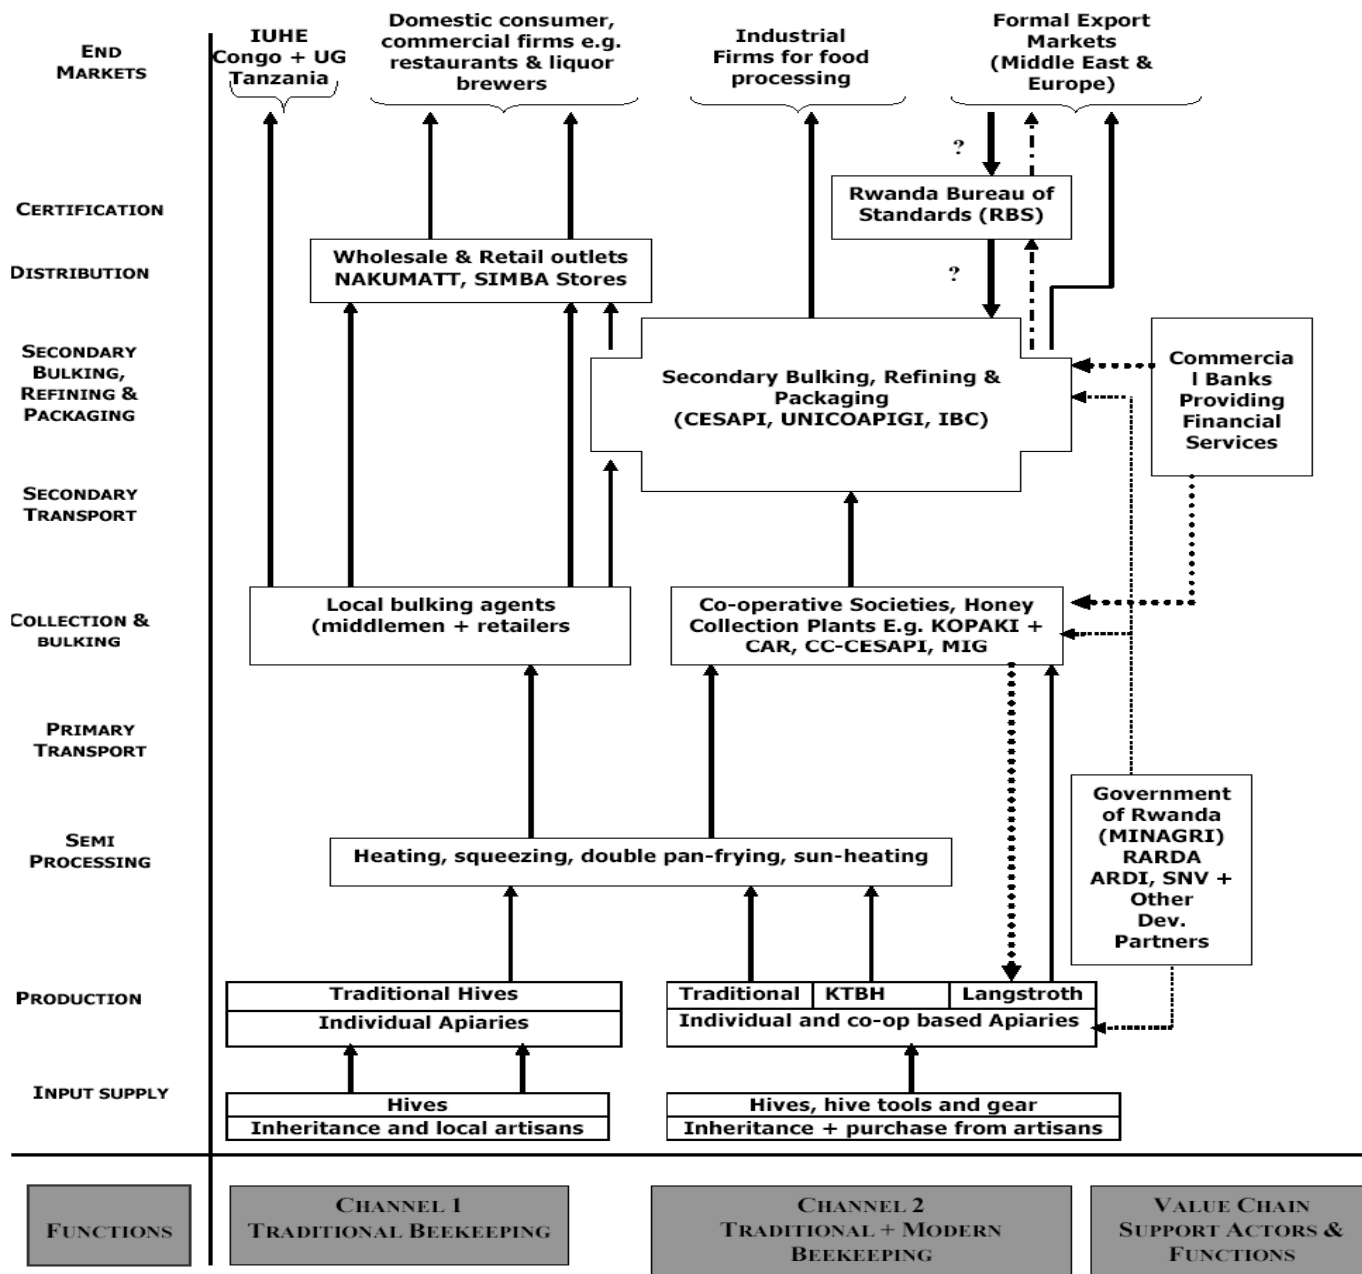 END
MARKETS
IUHE
Congo + UG
Tanzania
Domestic consumer,
commercial firms e.g.
restaurants & liquor
brewers
Industrial
Firms for food
processing
Formal Export
Markets
(Middle East &
Europe)
CERTIFICATION
?
Rwanda Bureau of
Standards (RBS)
DISTRIBUTION
Wholesale & Retail outlets
NAKUMATT, SIMBA Stores
?
SECONDARY
BULKING,
REFINING &
PACKAGING
Secondary Bulking, Refining &
Packaging
(CESAPI, UNICOAPIGI, IBC)
Commercia
l Banks
Providing
Financial
Services
SECONDARY
TRANSPORT
COLLECTION &
BULKING
Local bulking agents
(middlemen + retailers
Co-operative Societies, Honey
Collection Plants E.g. KOPAKI +
CAR, CC-CESAPI, MIG
PRIMARY
TRANSPORT
SEMI
PROCESSING
Heating, squeezing, double pan-frying, sun-heating
Government
of Rwanda
(MINAGRI)
RARDA
ARDI, SNV +
Other
Dev.
Partners
PRODUCTION
Traditional Hives
Individual Apiaries
Traditional KTBH Langstroth
Individual and co-op based Apiaries
INPUT SUPPLY
Hives
Inheritance and local artisans
Hives, hive tools and gear
Inheritance + purchase from artisans
FUNCTIONS
CHANNEL 1
TRADITIONAL BEEKEEPING
CHANNEL 2
TRADITIONAL + MODERN
BEEKEEPING
VALUE CHAIN
SUPPORT ACTORS &
FUNCTIONS